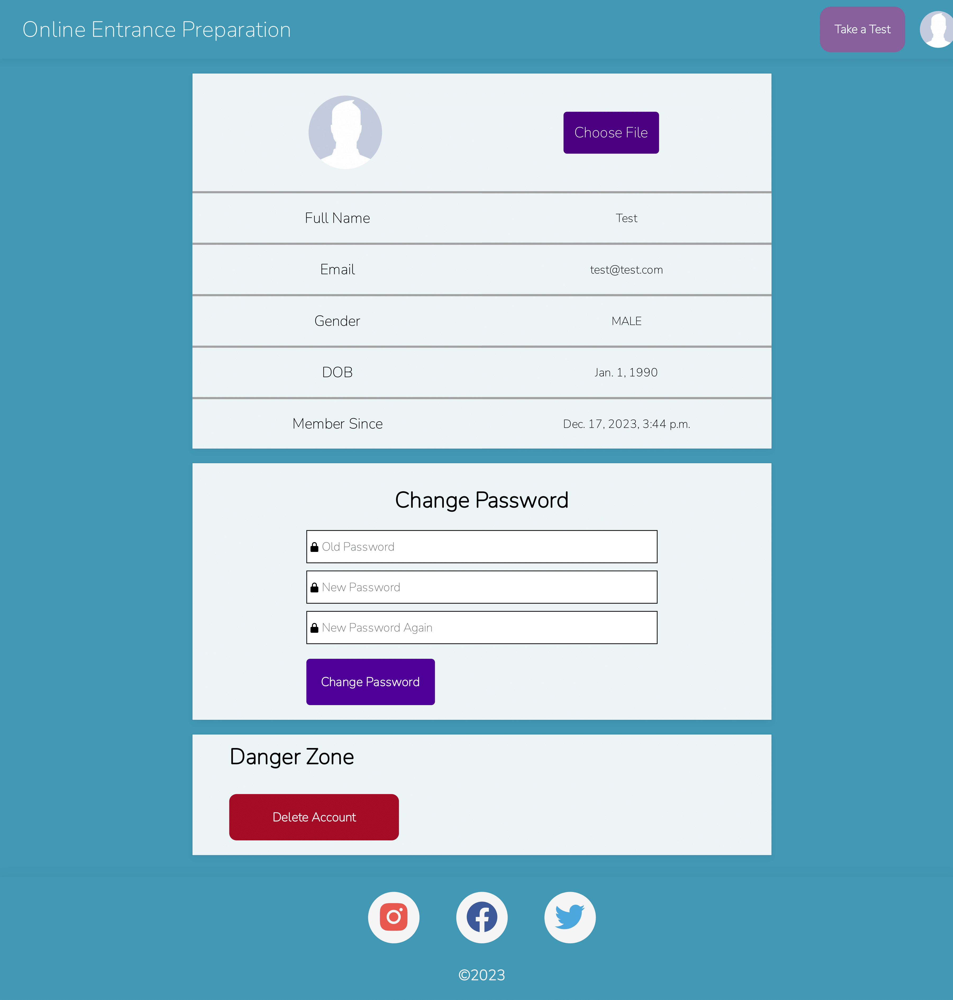 Online Entrance Preparation
Take a Test
Choose File
Full Name
Test
Email
test@test.com
Gender
MALE
DOB
Jan. 1, 1990
Member Since
Dec. 17, 2023, 3:44 p.m.
Change Password
Old Password
New Password
New Password Again
Change Password
Danger Zone
Delete Account
©2023